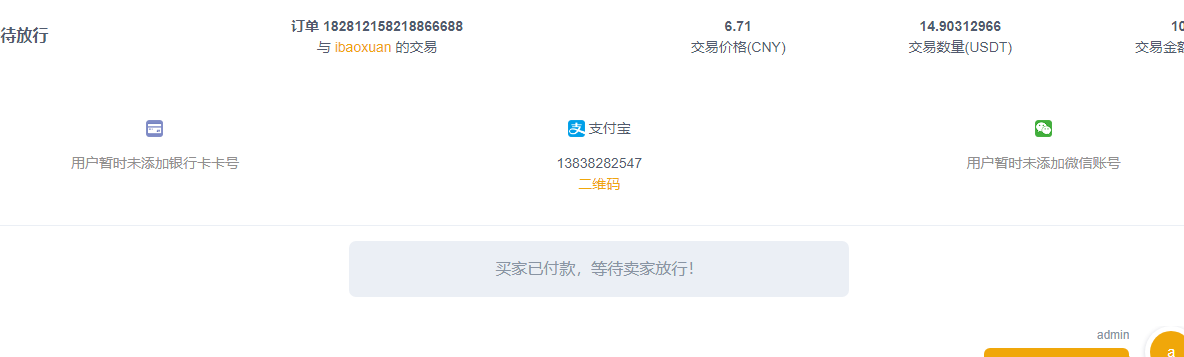 待放行
订单 182812158218866688
与 ibaoxuan 的交易
6.71
交易价格(CNY)
14.90312966
交易数量(USDT)
10
交易金额
用户暂时未添加银行卡卡号
支 支付宝
13838282547
二维码
用户暂时未添加微信账号
买家已付款，等待卖家放行！
admin
a